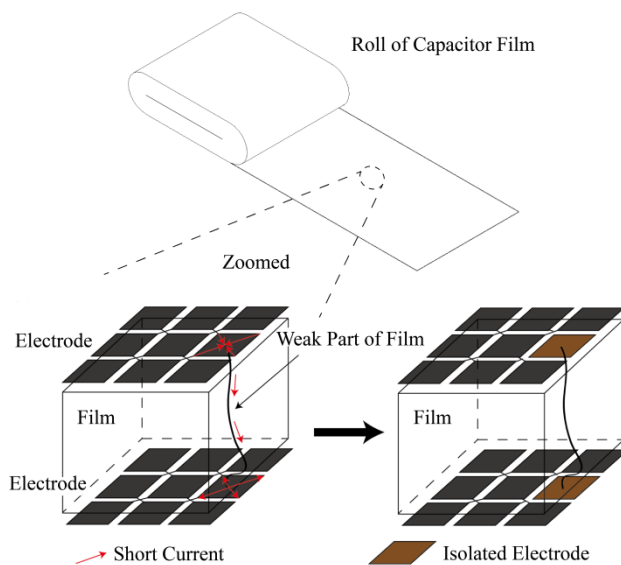 Roll of Capacitor Film
Zoomed
Electrode
Weak Part of Film
Film
Film
Electrode
Short Current
Isolated Electrode